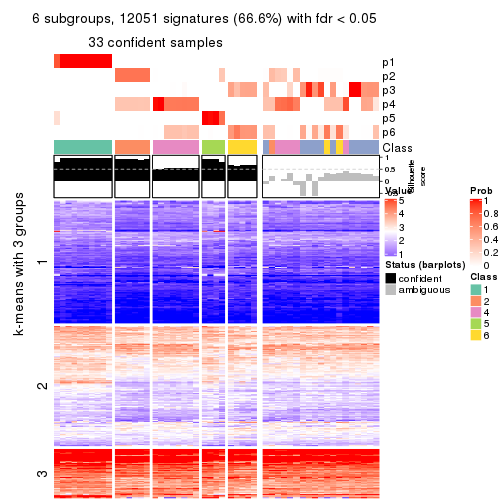 6 subgroups, 12051 signatures (66.6%) with fdr < 0.05
33 confident samples
p1
p2
p3
p4
p5
p6
Class
1
0.5
0
Silhouette
score
k-means with 3 groups
1
2
3
Value
5
4
3
2
1
Status (barplots)
confident
ambiguous
Prob
1
0.8
0.6
0.4
0.2
0
Class
1
2
4
5
6